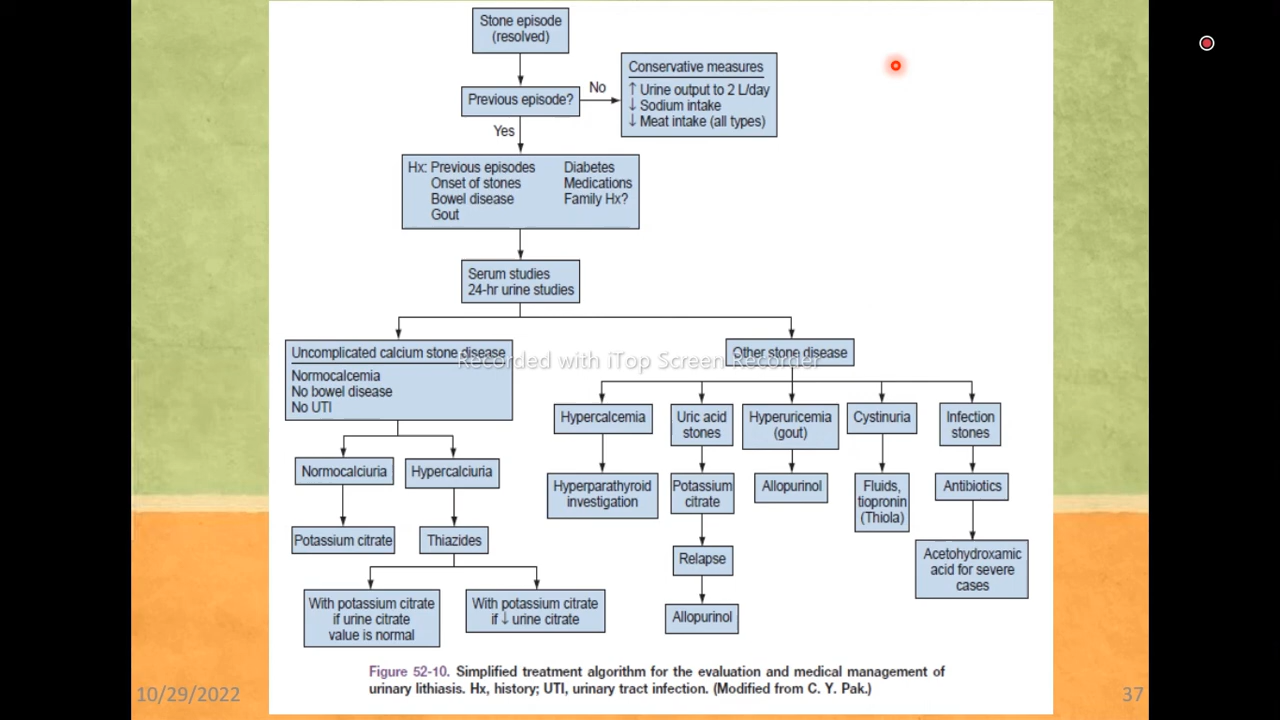 Stone episode
(resolved)
Previous episode?
No
Conservative measures
↑ Urine output to 2 L/day
↓ Sodium intake
↓ Meat intake (all types)
Yes
Hx: Previous episodes
Onset of stones
Bowel disease
Gout
Diabetes
Medications
Family Hx?
Serum studies
24-hr urine studies
Uncomplicated calcium stone disease
Normocalcemia
No bowel disease
No UTI
Other stone disease
Recorded with iTop Screen Recorder
Normocalciuria
Hypercalciuria
Potassium citrate
Thiazides
With potassium citrate
if urine citrate
value is normal
With potassium citrate
if ↓ urine citrate
Hypercalcemia
Hyperparathyroid
investigation
Uric acid
stones
Potassium
citrate
Relapse
Allopurinol
Hyperuricemia
(gout)
Allopurinol
Cystinuria
Fluids,
tiopronin
(Thiola)
Infection
stones
Antibiotics
Acetohydroxamic
acid for severe
cases
Figure 52-10. Simplified treatment algorithm for the evaluation and medical management of
urinary lithiasis. Hx, history; UTI, urinary tract infection. (Modified from C. Y. Pak.)
10/29/2022
37